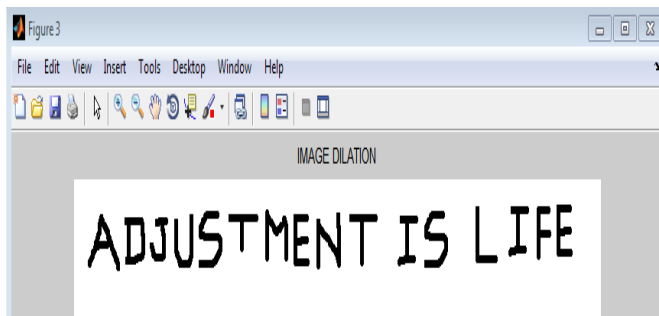 Figure 3
File Edit View Insert Tools Desktop Window Help
IMAGE DILATION
ADJUSTMENT IS LIFE